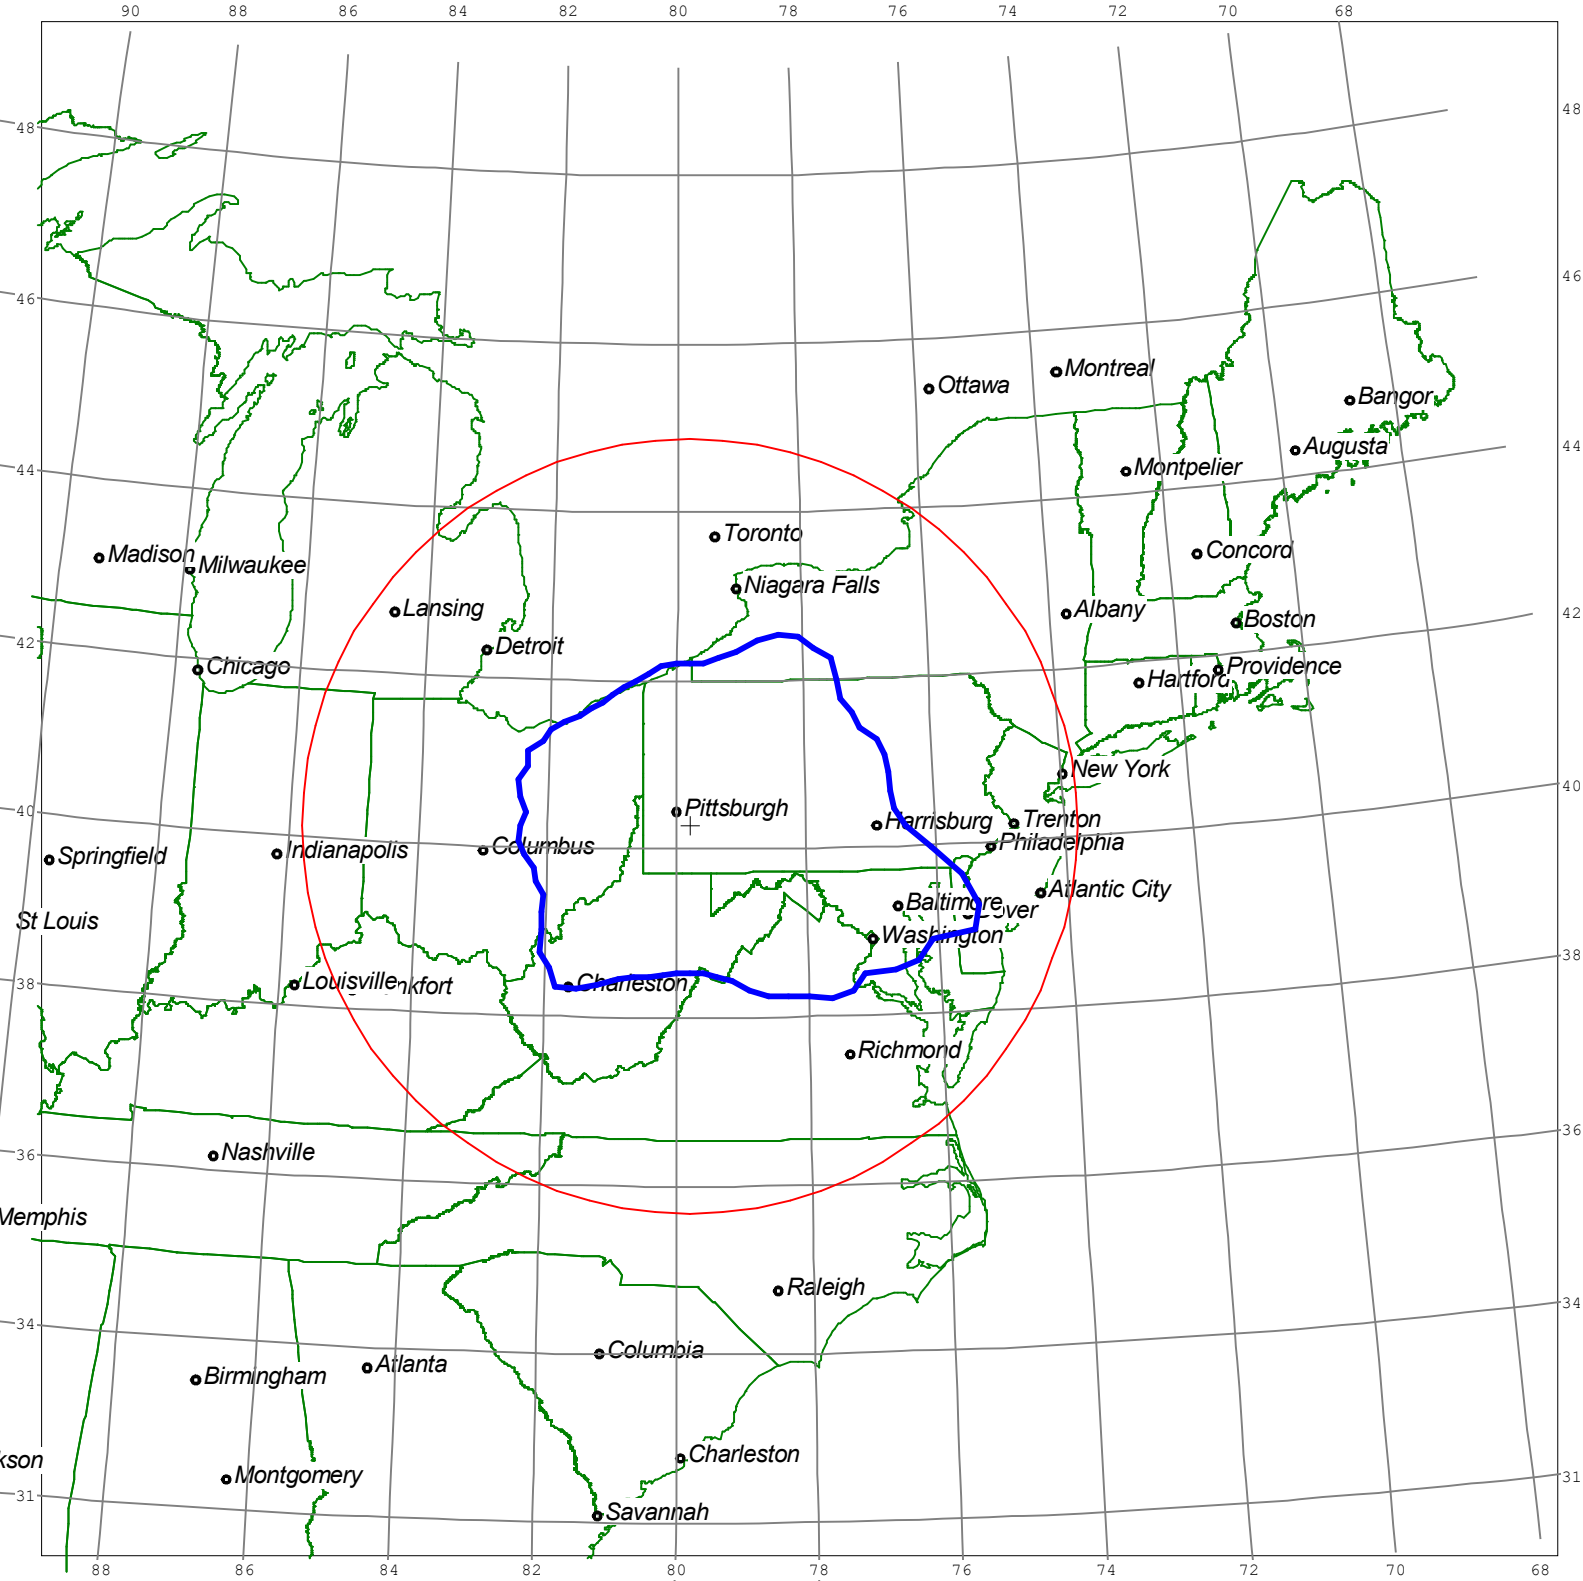 90 88 86 84 82 80 78 76 74 72 70 68
48 48
46 46
Montreal
Ottawa
Bangor
44 Augusta 44
Montpelier
Toronto
Concord
Madison
Milwaukee
Niagara Falls
Lansing
Albany
Boston
42 Detroit 42
Chicago
Providence
Hartford
New York
40 Pittsburgh 40
Harrisburg
Trenton
Philadelphia
Columbus
Indianapolis
Springfield
Atlantic City
Baltimore
Dover
St Louis
Washington
38 Louisville nkfort Charleston 38
Richmond
36 Nashville 36
Memphis
Raleigh
34 34
Columbia
Atlanta
Birmingham
Charleston
kson
Montgomery
31 31
Savannah
88 86 84 82 80 78 76 74 72 70 68